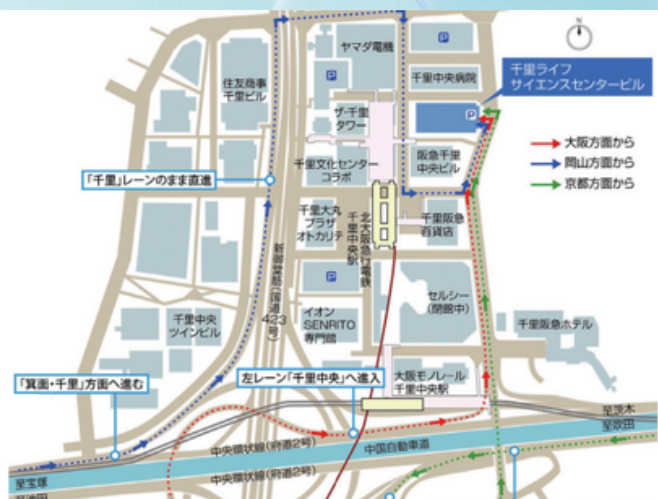 ヤマダ電機
千里中央病院
千里ライフ
サイエンスセンタービル
住友商事
千里ビル
ザ・千里
タワー
千里文化センター
コラボ
阪急千里
中央ビル
大阪方面から
岡山方面から
京都方面から
「千里」レーンのまま直進
千里大丸
プラザ
オトカリテ
北大阪急行電鉄
千里中央駅
千里阪急
百貨店
新御堂筋(国道423号)
イオン
SENRITO
専門館
セルシー
(閉館中)
千里阪急ホテル
千里中央
ツインビル
「箕面・千里」方面へ進む
左レーン「千里中央」へ進入
大阪モノレール
千里中央駅
中央環状線(府道2号)
中国自動車道
中央環状線(府道2号)
至茨木
至吹田
至宝塚
至池田
P
P
P
P